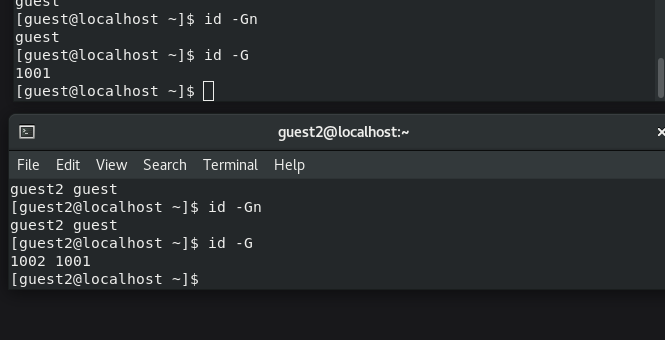 guest
[guest@localhost ~]$ id -Gn
guest
[guest@localhost ~]$ id -G
1001
[guest@localhost ~]$
guest2@localhost:~
File Edit View Search Terminal Help
guest2 guest
[guest2@localhost ~]$ id -Gn
guest2 guest
[guest2@localhost ~]$ id -G
1002 1001
[guest2@localhost ~]$